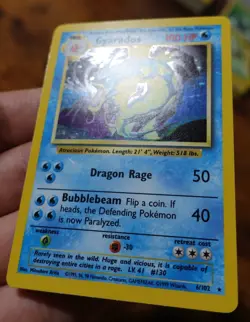 Gyarados
Atrocious Pokémon. Length: 21' 4", Weight: 518 lbs.
Dragon Rage 50
Bubblebeam Flip a coin. If
heads, the Defending Pokémon
is now Paralyzed.
40
weakness resistance retreat cost
-30
Rarely seen in the wild. Huge and vicious, it is capable of
destroying entire cities in a rage. LV. 41 #130
6/102